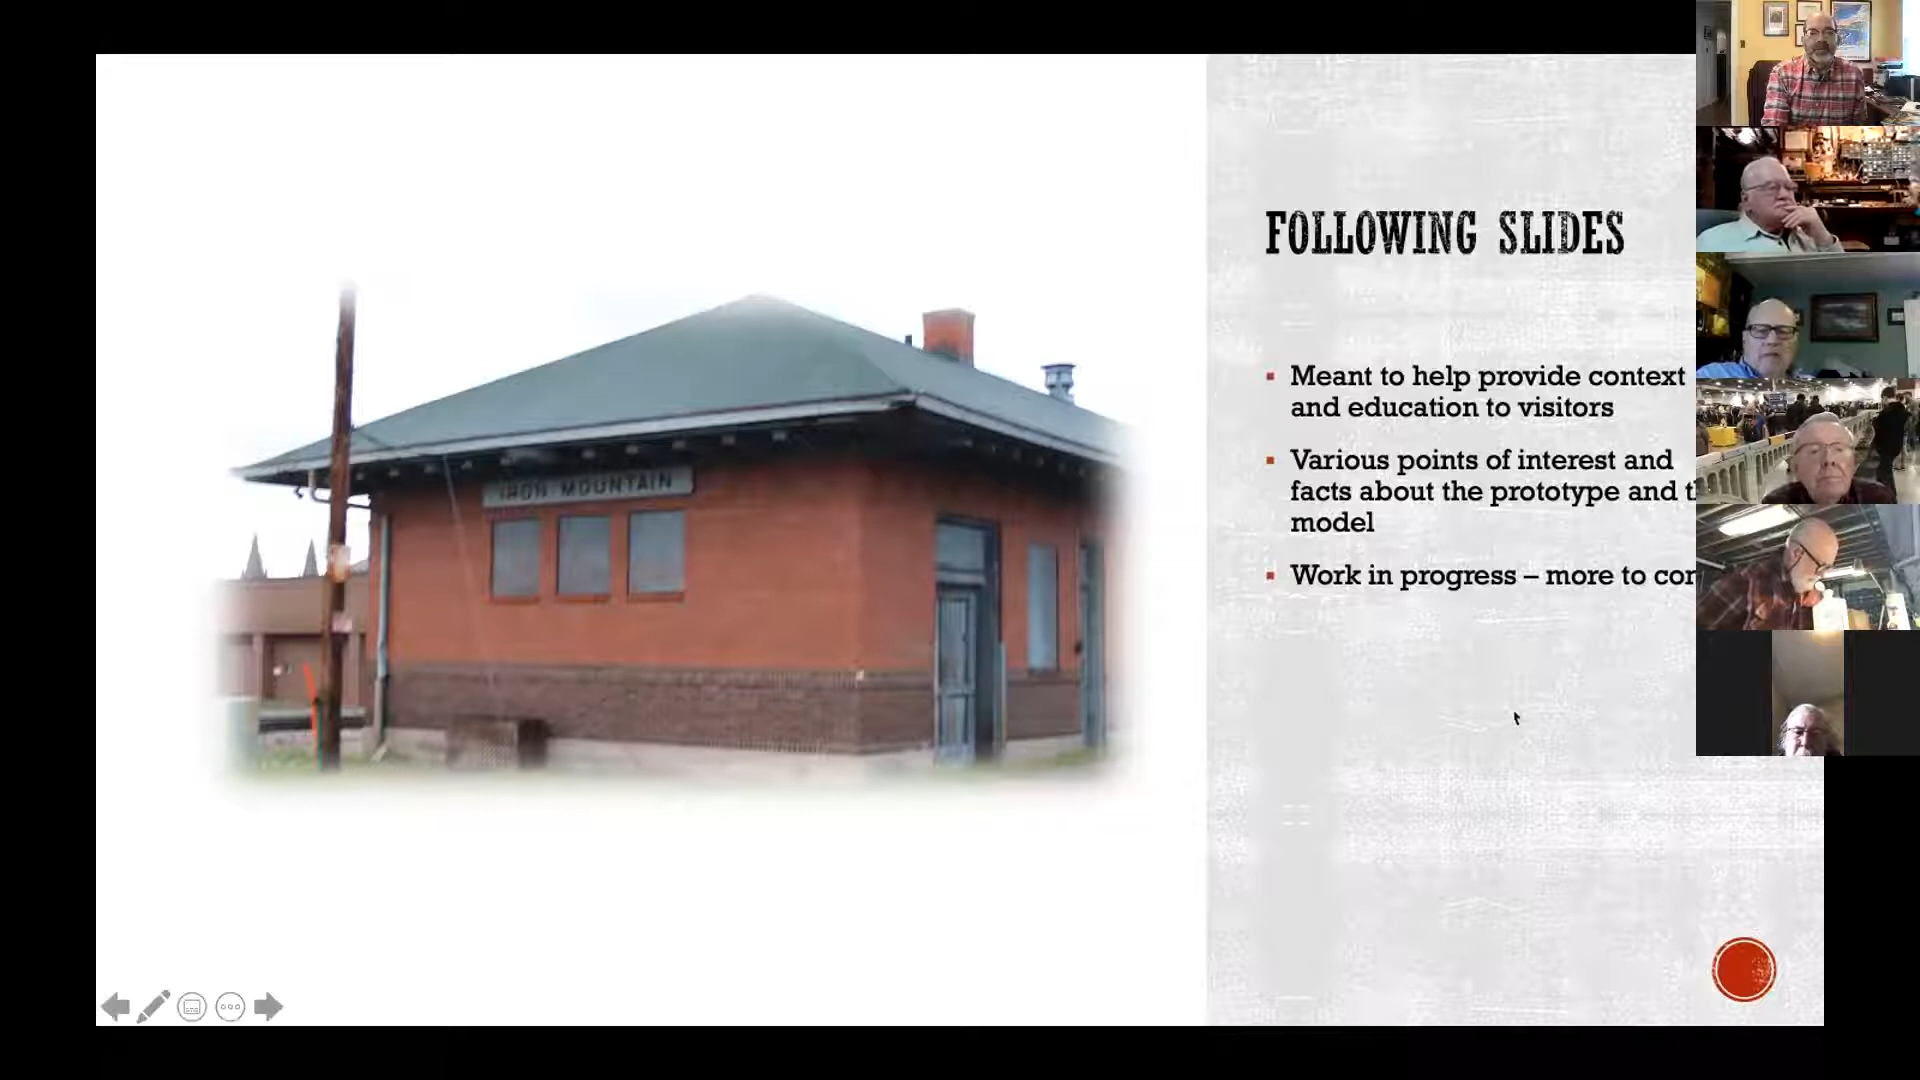 FOLLOWING SLIDES
Meant to help provide context
and education to visitors
Various points of interest and
facts about the prototype and
model
Work in progress – more to
IRON MOUNTAIN